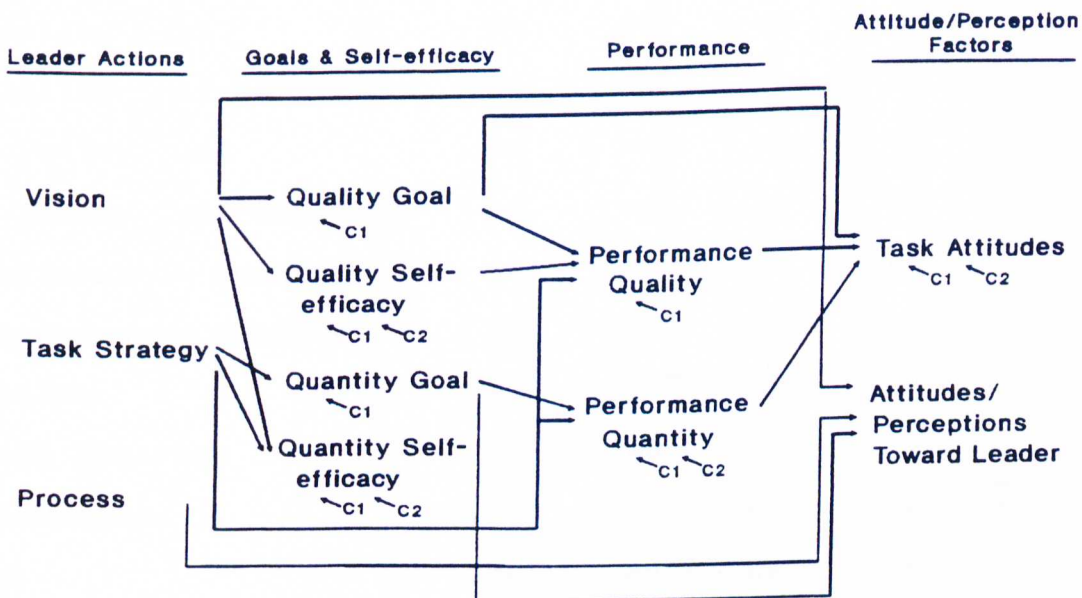 Attitude/Perception
Leader Actions Goals & Self-efficacy Performance Factors
Vision
Quality Goal
C1
Quality Self-
efficacy
C1 C2
Task Strategy
Quantity Goal
C1
Quantity Self-
efficacy
C1 C2
Process
Performance
Quality
C1
Performance
Quantity
C1 C2
Task Attitudes
C1 C2
Attitudes/
Perceptions
Toward Leader